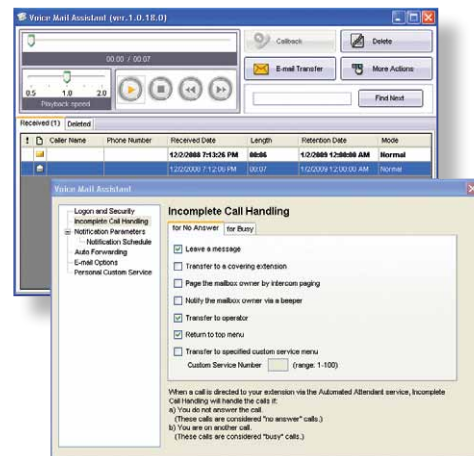 Voice Mail Assistant (ver.1.0.18.0)
00:00 / 00:07
0.5 1.0 2.0
Playback speed
Callback
Delete
E-mail Transfer
More Actions
Find Next
Received (1) Deleted
! Caller Name Phone Number Received Date Length Retention Date Mode
12/2/2008 7:13:26 PM 00:06 1/2/2009 12:00:00 AM Normal
12/2/2008 7:12:06 PM 00:07 1/2/2009 12:00:00 AM Normal
Voice Mail Assistant
Logon and Security
Incomplete Call Handling
Notification Parameters
Notification Schedule
Auto Forwarding
E-mail Options
Personal Custom Service
Incomplete Call Handling
for No Answer for Busy
Leave a message
Transfer to a covering extension
Page the mailbox owner by intercom paging
Notify the mailbox owner via a beeper
Transfer to operator
Return to top menu
Transfer to specified custom service menu
Custom Service Number (range: 1-100)
When a call is directed to your extension via the Automated Attendant service, Incomplete
Call Handling will handle the calls if:
a) You do not answer the call.
(These calls are considered "no answer" calls.)
b) You are on another call.
(These calls are considered "busy" calls.)